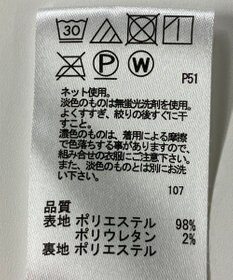 30
P W
P51
ネット使用。
淡色のものは無蛍光洗剤を使用。
よくすすぎ、絞りの後すぐに干
すこと。
濃色のものは、着用による摩擦
で色落ちする事がありますので、
組み合せの衣服にご注意下さい。
また、淡色のものとは別にお洗
濯下さい。
107
品質
表地 ポリエステル 98%
ポリウレタン 2%
裏地 ポリエステル